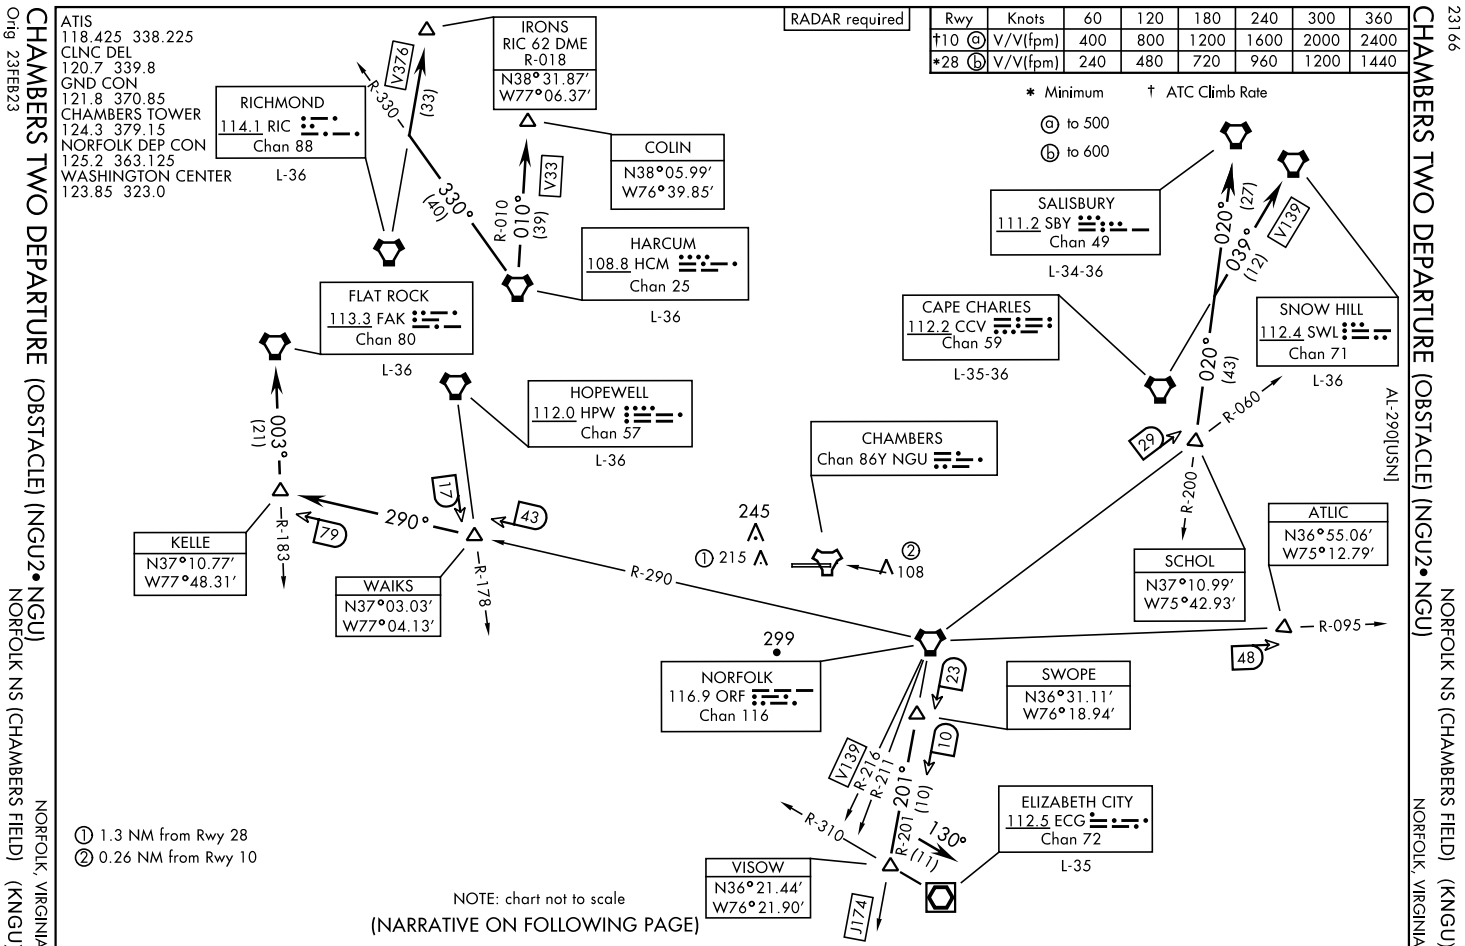 23166
CHAMBERS TWO DEPARTURE (OBSTACLE) (NGU2•NGU)
Orig 23FEB23
NORFOLK NS (CHAMBERS FIELD) (KNGU)
NORFOLK, VIRGINIA
CHAMBERS TWO DEPARTURE (OBSTACLE) (NGU2•NGU)
AL-290[USN]
NORFOLK NS (CHAMBERS FIELD) (KNGU)
NORFOLK, VIRGINIA
ATIS
118.425 338.225
CLNC DEL
120.7 339.8
GND CON
121.8 370.85
CHAMBERS TOWER
124.3 379.15
NORFOLK DEP CON
125.2 363.125
WASHINGTON CENTER
123.85 323.0
RADAR required
Rwy Knots 60 120 180 240 300 360
†10 ⓐ V/V(fpm) 400 800 1200 1600 2000 2400
*28 ⓑ V/V(fpm) 240 480 720 960 1200 1440
* Minimum † ATC Climb Rate
ⓐ to 500
ⓑ to 600
IRONS
RIC 62 DME
R-018
N38°31.87′
W77°06.37′
V376
(33)
R-330
RICHMOND
114.1 RIC
Chan 88
L-36
COLIN
N38°05.99′
W76°39.85′
V33
R-010
010°
(39)
330°
(40)
HARCUM
108.8 HCM
Chan 25
L-36
SALISBURY
111.2 SBY
Chan 49
L-34-36
020°
(27)
039°
(12)
V139
SNOW HILL
112.4 SWL
Chan 71
L-36
CAPE CHARLES
112.2 CCV
Chan 59
L-35-36
020°
(43)
R-060
29
R-200
FLAT ROCK
113.3 FAK
Chan 80
L-36
HOPEWELL
112.0 HPW
Chan 57
L-36
003°
(21)
R-183
79
290°
17
43
R-178
R-290
KELLE
N37°10.77′
W77°48.31′
WAIKS
N37°03.03′
W77°04.13′
CHAMBERS
Chan 86Y NGU
245
① 215
②
108
SCHOL
N37°10.99′
W75°42.93′
ATLIC
N36°55.06′
W75°12.79′
R-095
48
299
NORFOLK
116.9 ORF
Chan 116
23
10
SWOPE
N36°31.11′
W76°18.94′
V139
R-216
R-211
R-201
201°
(10)
R-310
130°
(11)
ELIZABETH CITY
112.5 ECG
Chan 72
L-35
VISOW
N36°21.44′
W76°21.90′
J174
① 1.3 NM from Rwy 28
② 0.26 NM from Rwy 10
NOTE: chart not to scale
(NARRATIVE ON FOLLOWING PAGE)